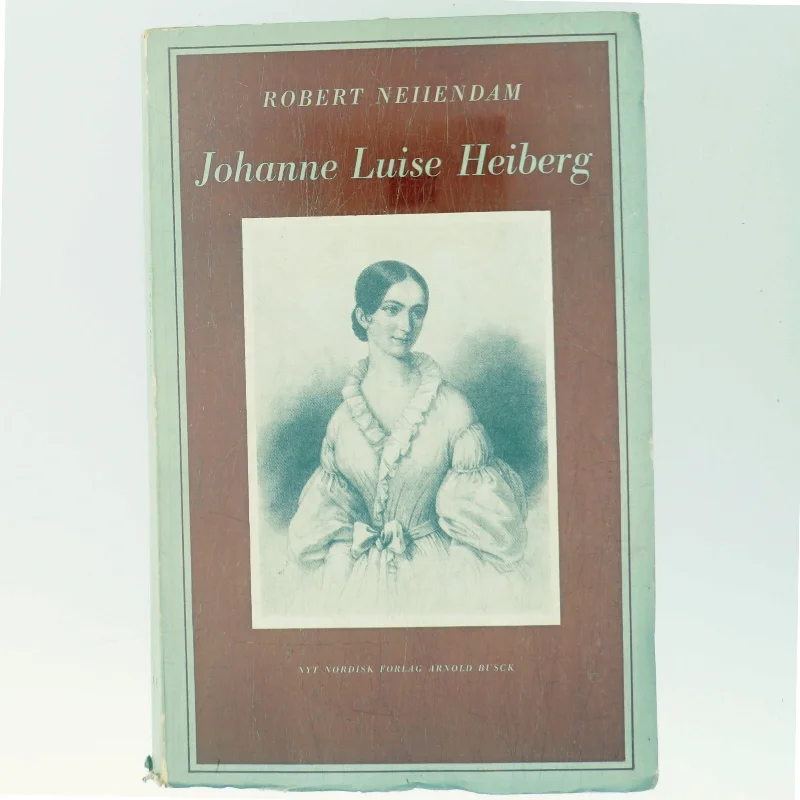 ROBERT NEIIENDAM
Johanne Luise Heiberg
NYT NORDISK FORLAG ARNOLD BUSCK